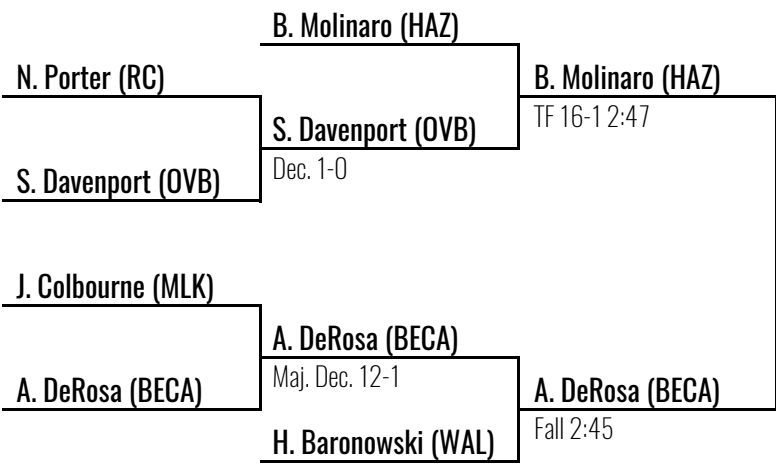 B. Molinaro (HAZ)
N. Porter (RC)
B. Molinaro (HAZ)
TF 16-1 2:47
S. Davenport (OVB)
Dec. 1-0
S. Davenport (OVB)
J. Colbourne (MLK)
A. DeRosa (BECA)
Maj. Dec. 12-1
A. DeRosa (BECA)
A. DeRosa (BECA)
Fall 2:45
H. Baronowski (WAL)